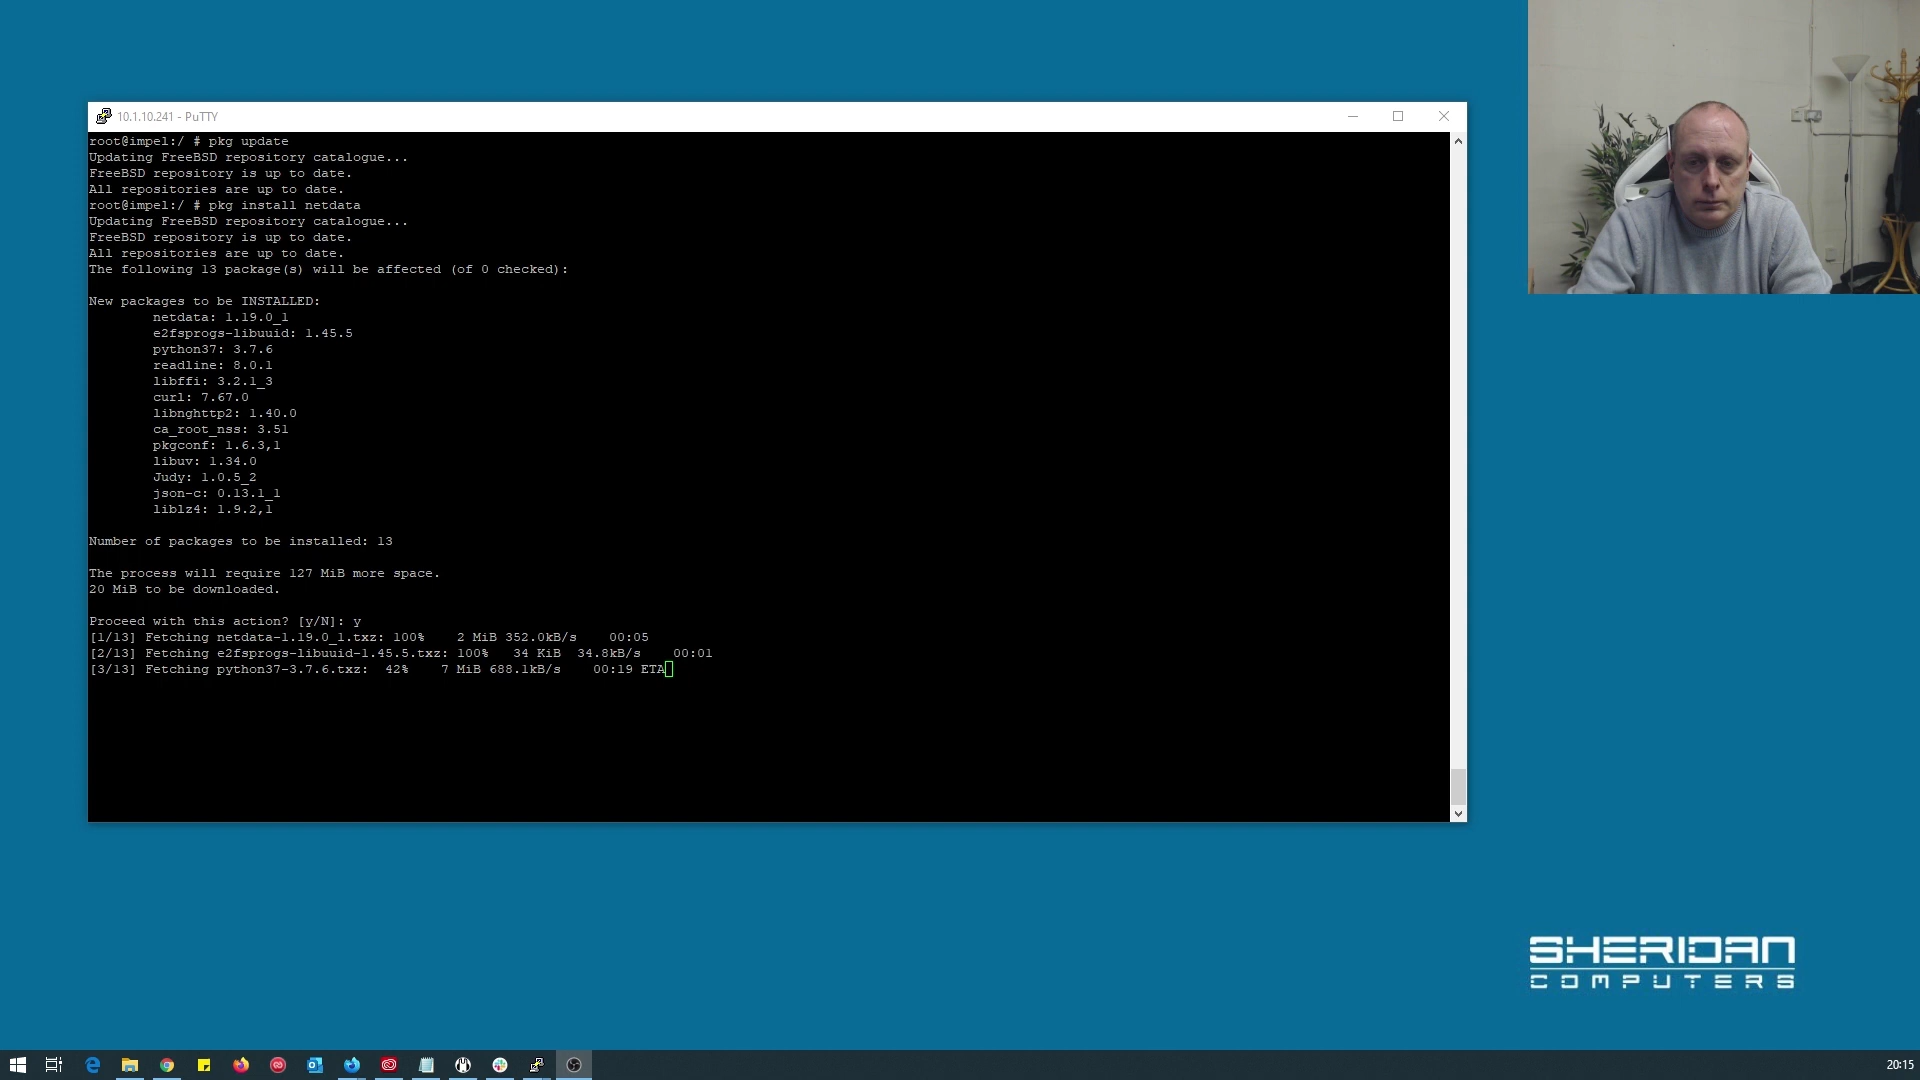 10.1.10.241 - PuTTY
root@impel:/ # pkg update
Updating FreeBSD repository catalogue...
FreeBSD repository is up to date.
All repositories are up to date.
root@impel:/ # pkg install netdata
Updating FreeBSD repository catalogue...
FreeBSD repository is up to date.
All repositories are up to date.
The following 13 package(s) will be affected (of 0 checked):
New packages to be INSTALLED:
netdata: 1.19.0_1
e2fsprogs-libuuid: 1.45.5
python37: 3.7.6
readline: 8.0.1
libffi: 3.2.1_3
curl: 7.67.0
libnghttp2: 1.40.0
ca_root_nss: 3.51
pkgconf: 1.6.3,1
libuv: 1.34.0
Judy: 1.0.5_2
json-c: 0.13.1_1
liblz4: 1.9.2,1
Number of packages to be installed: 13
The process will require 127 MiB more space.
20 MiB to be downloaded.
Proceed with this action? [y/N]: y
[1/13] Fetching netdata-1.19.0_1.txz: 100%    2 MiB 352.0kB/s    00:05
[2/13] Fetching e2fsprogs-libuuid-1.45.5.txz: 100%   34 KiB  34.8kB/s    00:01
[3/13] Fetching python37-3.7.6.txz:  42%    7 MiB 688.1kB/s    00:19 ETA
SHERIDAN
COMPUTERS
20:15